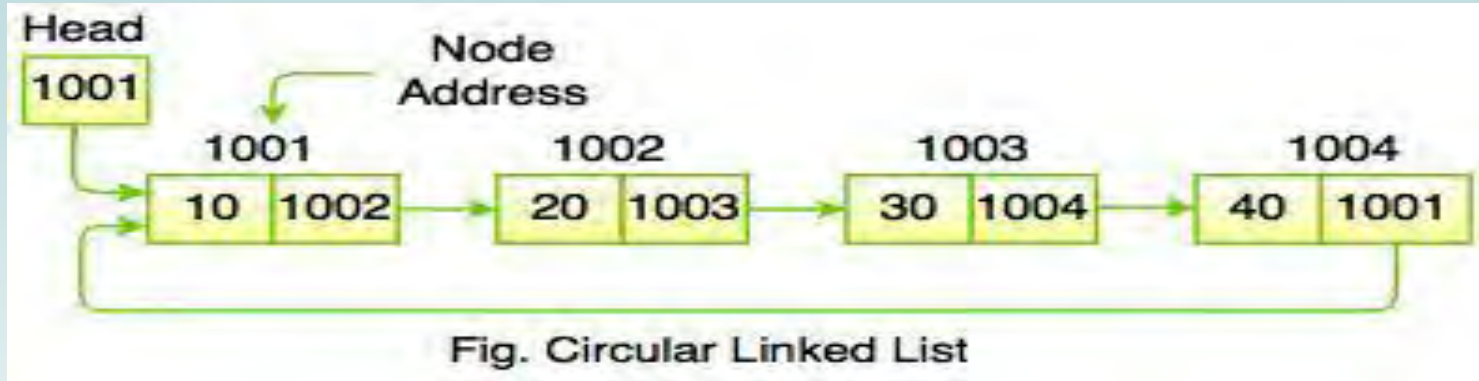 Head
1001
Node
Address
1001 1002 1003 1004
10 1002 20 1003 30 1004 40 1001
Fig. Circular Linked List